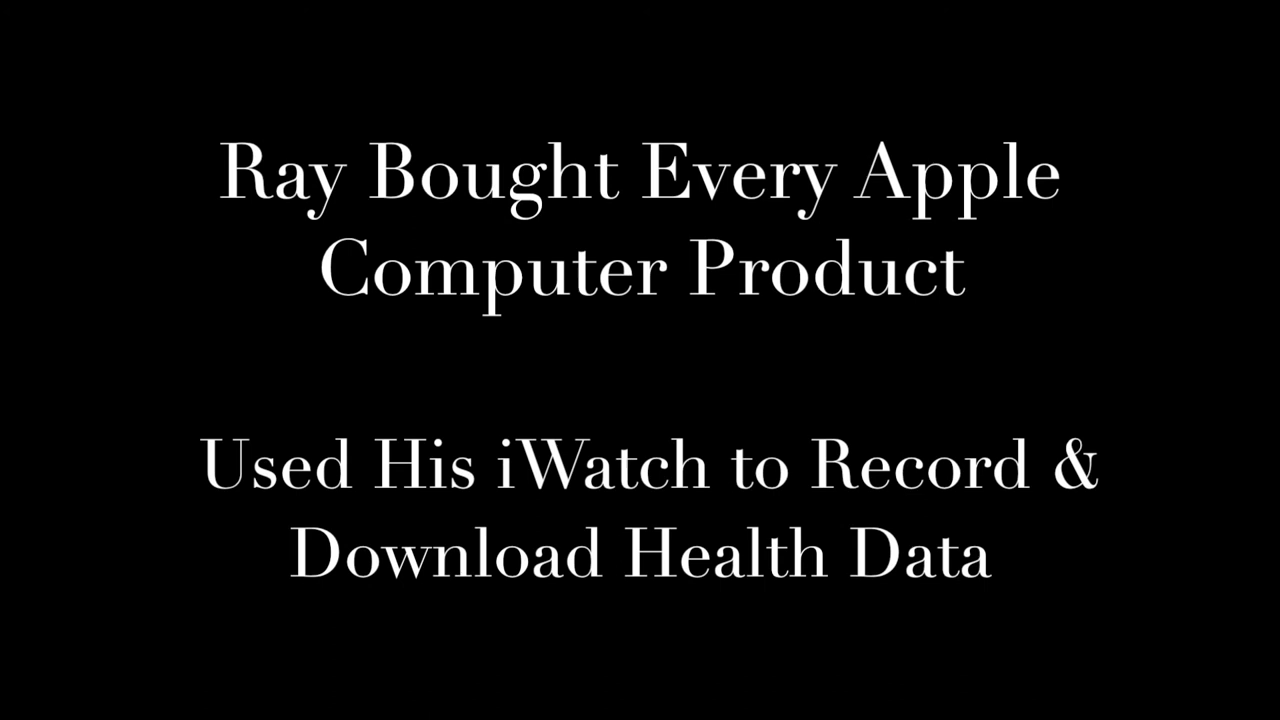 Ray Bought Every Apple
Computer Product
Used His iWatch to Record &
Download Health Data